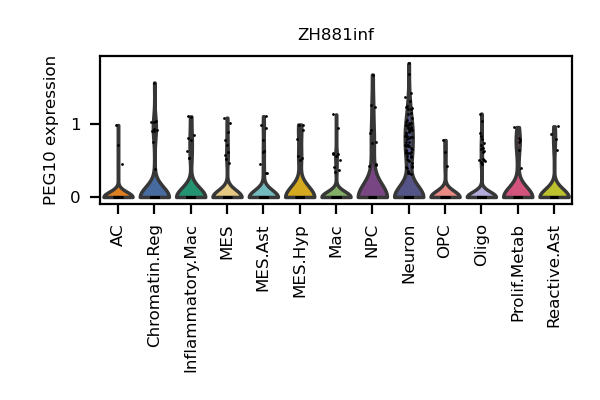 ZH881inf
PEG10 expression
1
0
AC
Chromatin.Reg
Inflammatory.Mac
MES
MES.Ast
MES.Hyp
Mac
NPC
Neuron
OPC
Oligo
Prolif.Metab
Reactive.Ast